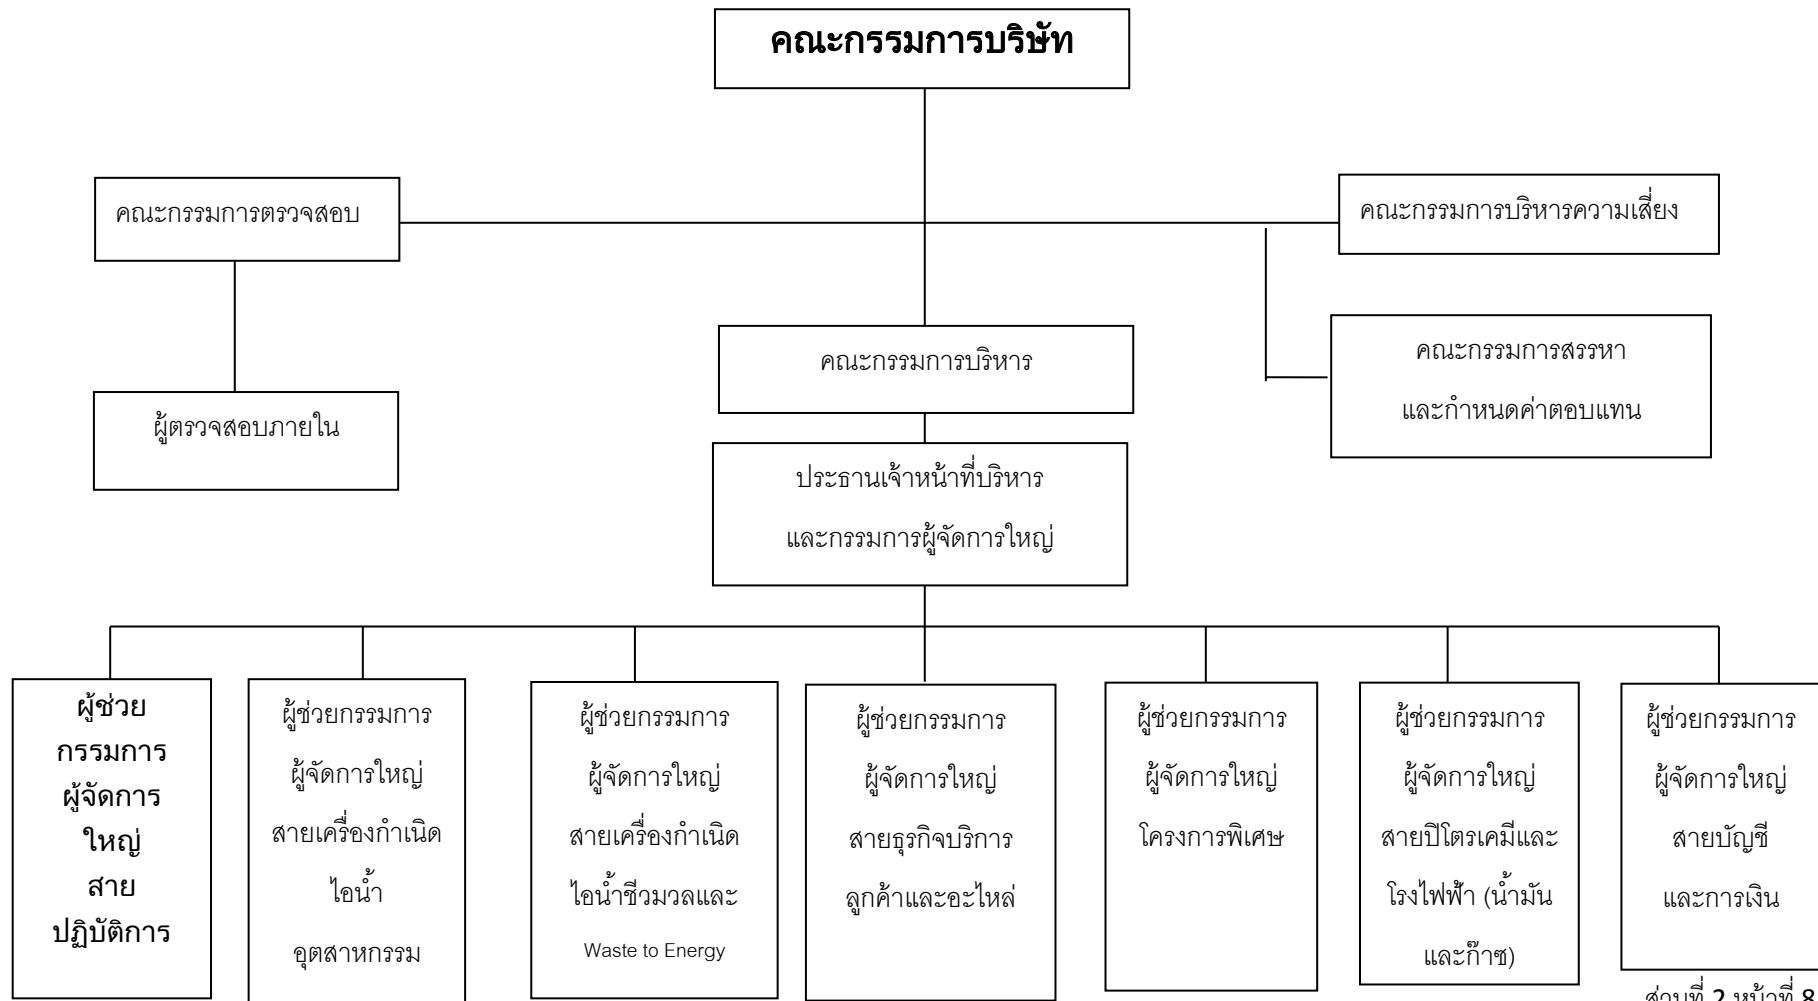 คณะกรรมการบริษัท
คณะกรรมการตรวจสอบ
คณะกรรมการบริหารความเสี่ยง
คณะกรรมการบริหาร
คณะกรรมการสรรหา
และกำหนดค่าตอบแทน
ผู้ตรวจสอบภายใน
ประธานเจ้าหน้าที่บริหาร
และกรรมการผู้จัดการใหญ่
ผู้ช่วย
กรรมการ
ผู้จัดการ
ใหญ่
สาย
ปฏิบัติการ
ผู้ช่วยกรรมการ
ผู้จัดการใหญ่
สายเครื่องกำเนิด
ไอน้ำ
อุตสาหกรรม
ผู้ช่วยกรรมการ
ผู้จัดการใหญ่
สายเครื่องกำเนิด
ไอน้ำชีวมวลและ
Waste to Energy
ผู้ช่วยกรรมการ
ผู้จัดการใหญ่
สายธุรกิจบริการ
ลูกค้าและอะไหล่
ผู้ช่วยกรรมการ
ผู้จัดการใหญ่
โครงการพิเศษ
ผู้ช่วยกรรมการ
ผู้จัดการใหญ่
สายปิโตรเคมีและ
โรงไฟฟ้า (น้ำมัน
และก๊าซ)
ผู้ช่วยกรรมการ
ผู้จัดการใหญ่
สายบัญชี
และการเงิน
ส่วนที่ 2 หน้าที่ 8